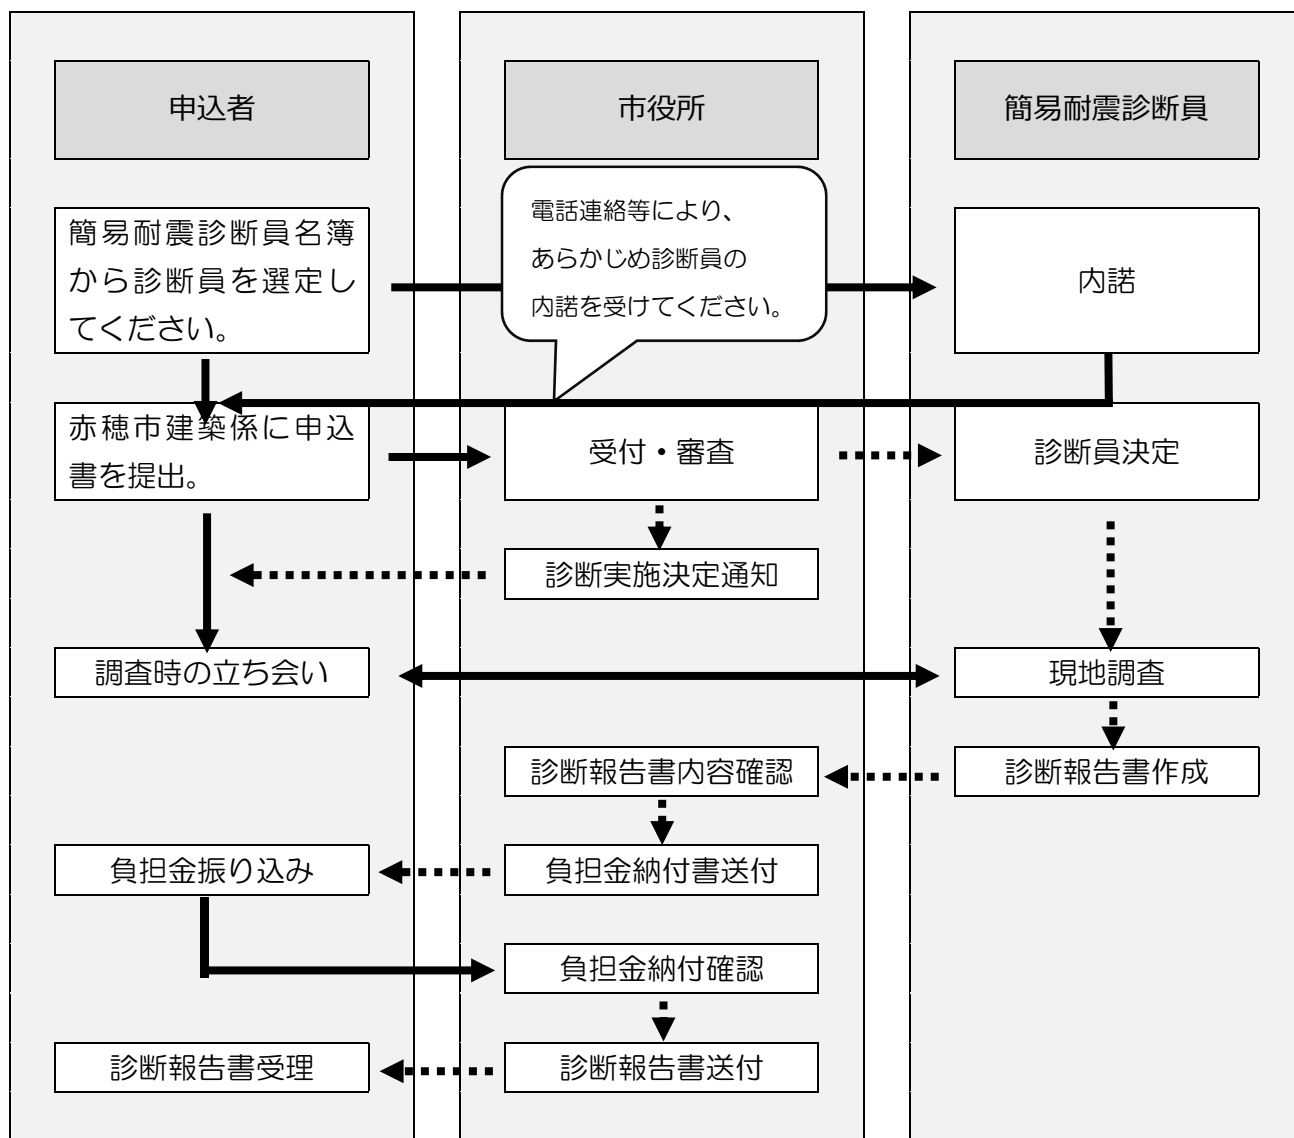 申込者
市役所
簡易耐震診断員
簡易耐震診断員名簿
から診断員を選定し
てください。
電話連絡等により、
あらかじめ診断員の
内諾を受けてください。
内諾
赤穂市建築係に申込
書を提出。
受付・審査
診断員決定
診断実施決定通知
調査時の立ち会い
現地調査
診断報告書内容確認
診断報告書作成
負担金振り込み
負担金納付書送付
負担金納付確認
診断報告書受理
診断報告書送付